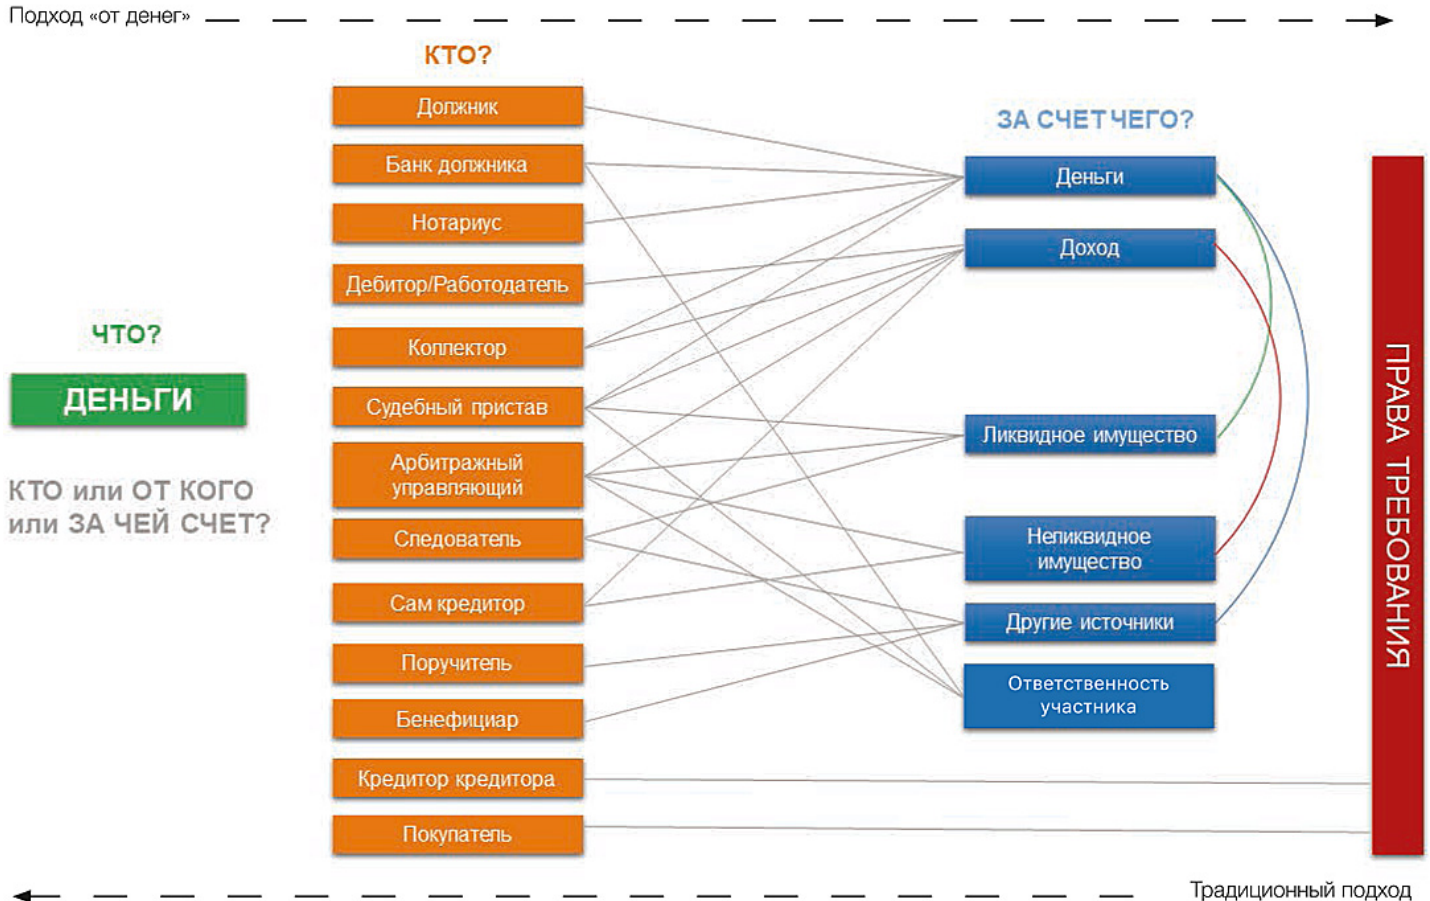 Подход «от денег»
КТО?
Должник
Банк должника
Нотариус
Дебитор/Работодатель
Коллектор
Судебный пристав
Арбитражный
управляющий
Следователь
Сам кредитор
Поручитель
Бенефициар
Кредитор кредитора
Покупатель
ЧТО?
ДЕНЬГИ
КТО или ОТ КОГО
или ЗА ЧЕЙ СЧЕТ?
ЗА СЧЕТ ЧЕГО?
Деньги
Доход
Ликвидное имущество
Неликвидное
имущество
Другие источники
Ответственность
участника
ПРАВА ТРЕБОВАНИЯ
Традиционный подход